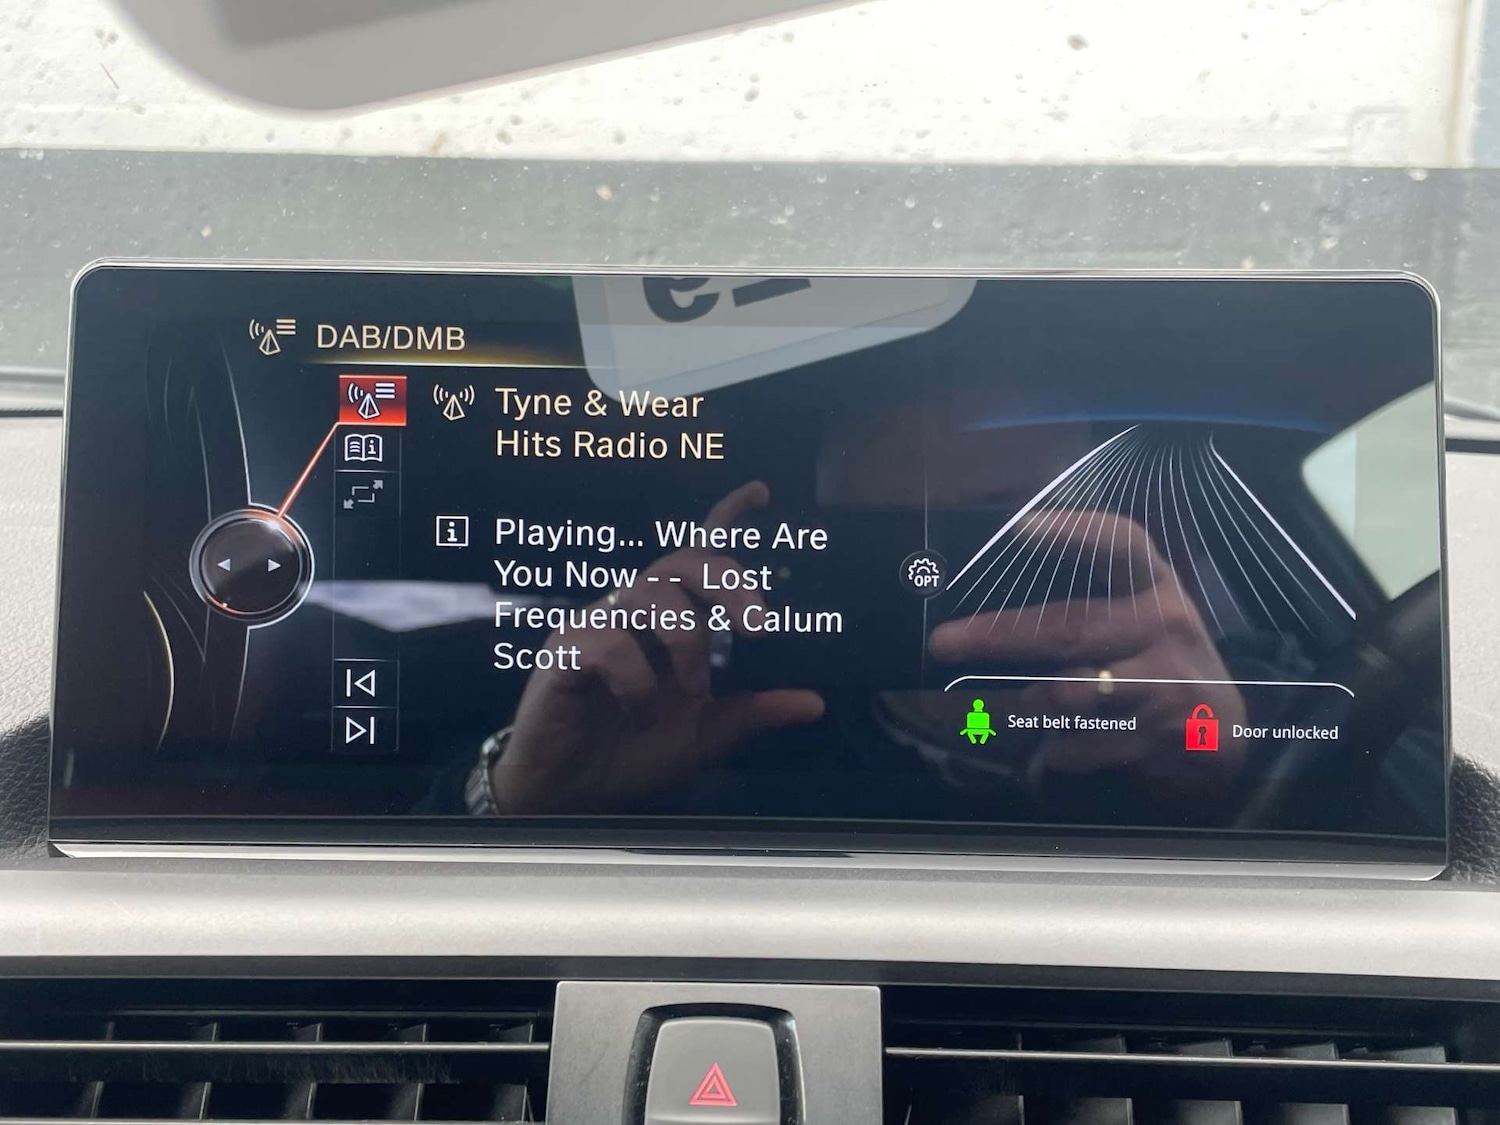 DAB/DMB
Tyne & Wear
Hits Radio NE
Playing... Where Are
You Now - - Lost
Frequencies & Calum
Scott
OPT
Seat belt fastened
Door unlocked